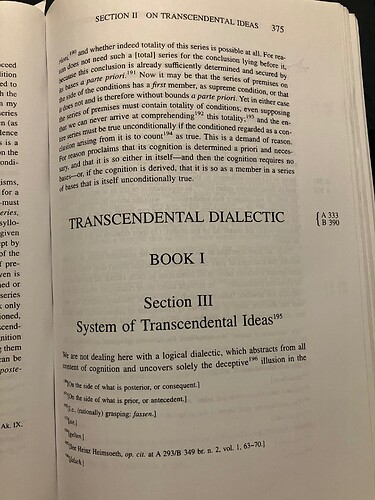 SECTION II ON TRANSCENDENTAL IDEAS 375
and whether indeed totality of this series is possible at all. For rea-
son does not need such a [total] series for the conclusion lying before it,
because this conclusion is already sufficiently determined and secured by
its bases a parte priori.191 Now it may be that the series of premises on
the side of the conditions has a first member, as supreme condition, or that
it does not and is therefore without bounds a parte priori. Yet in either case
the series of premises must contain totality of conditions, even supposing
that we can never arrive at comprehending192 this totality;193 and the en-
tire series must be true unconditionally if the conditioned regarded as a con-
clusion arising from it is to count194 as true. This is a demand of reason.
For reason proclaims that its cognition is determined a priori and neces-
sary, and that it is so either in itself—and then the cognition requires no
bases—or, if the cognition is derived, that it is so as a member in a series
of bases that is itself unconditionally true.
TRANSCENDENTAL DIALECTIC
{A 333
B 390
BOOK I
Section III
System of Transcendental Ideas195
We are not dealing here with a logical dialectic, which abstracts from all
content of cognition and uncovers solely the deceptive196 illusion in the
[On the side of what is posterior, or consequent.]
[On the side of what is prior, or antecedent.]
[I.e., (rationally) grasping: fassen.]
[gelten.]
[See Heinz Heimsoeth, op. cit. at A 293/B 349 br. n. 2, vol. 1, 63–70.]
[falsch.]
Ak. IX.